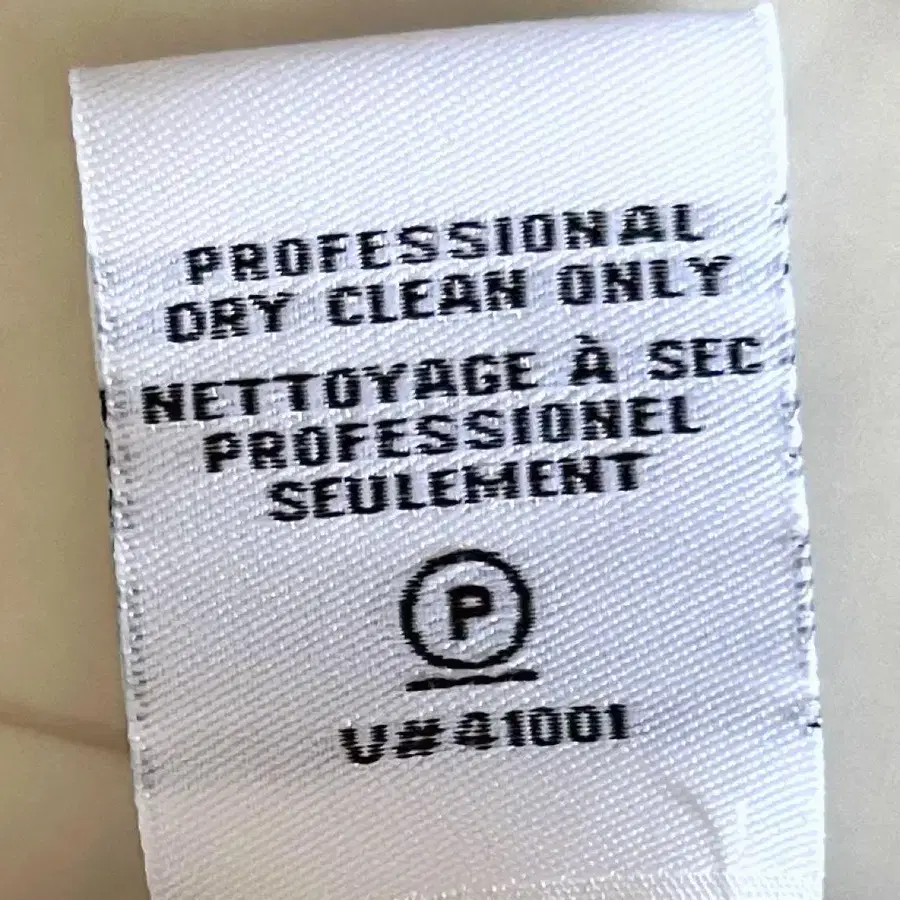 PROFESSIONAL
DRY CLEAN ONLY
NETTOYAGE À SEC
PROFESSIONEL
SEULEMENT
P
V#41001